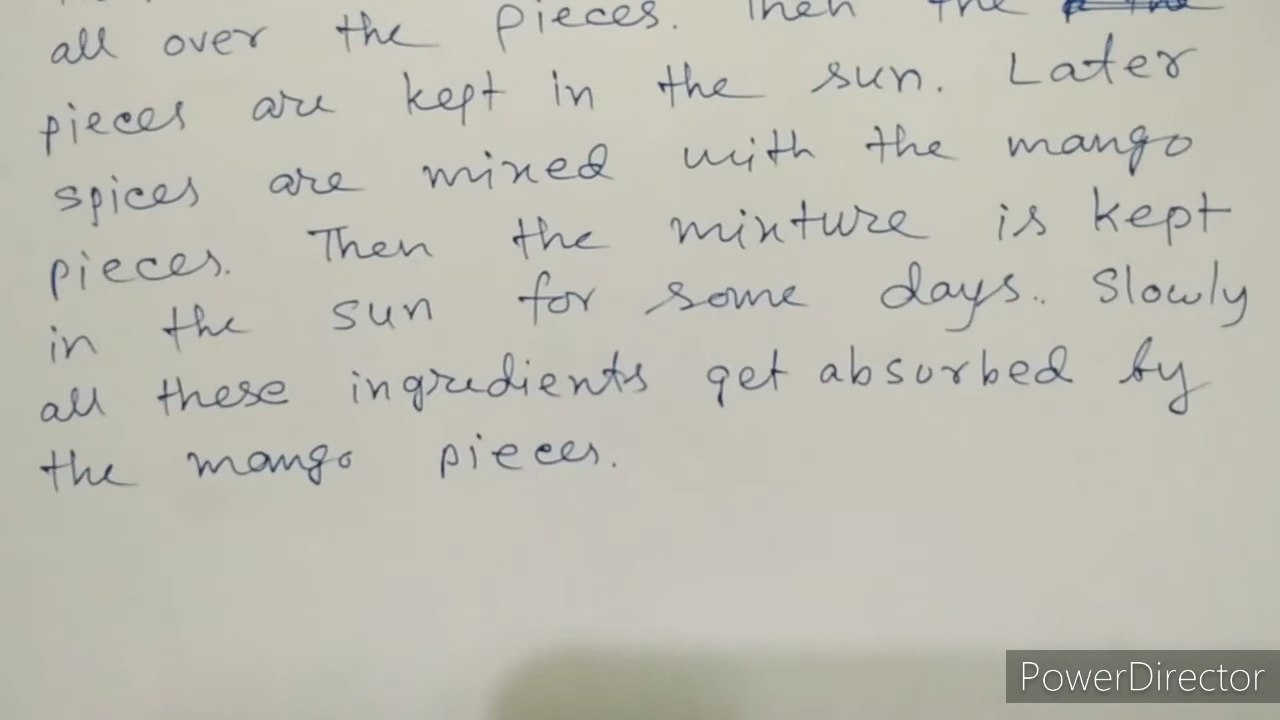 all over the pieces. Then the
pieces are kept in the sun. Later
spices are mixed with the mango
pieces. Then the mixture is kept
in the sun for some days.. Slowly
all these ingredients get absorbed by
the mango pieces.
PowerDirector